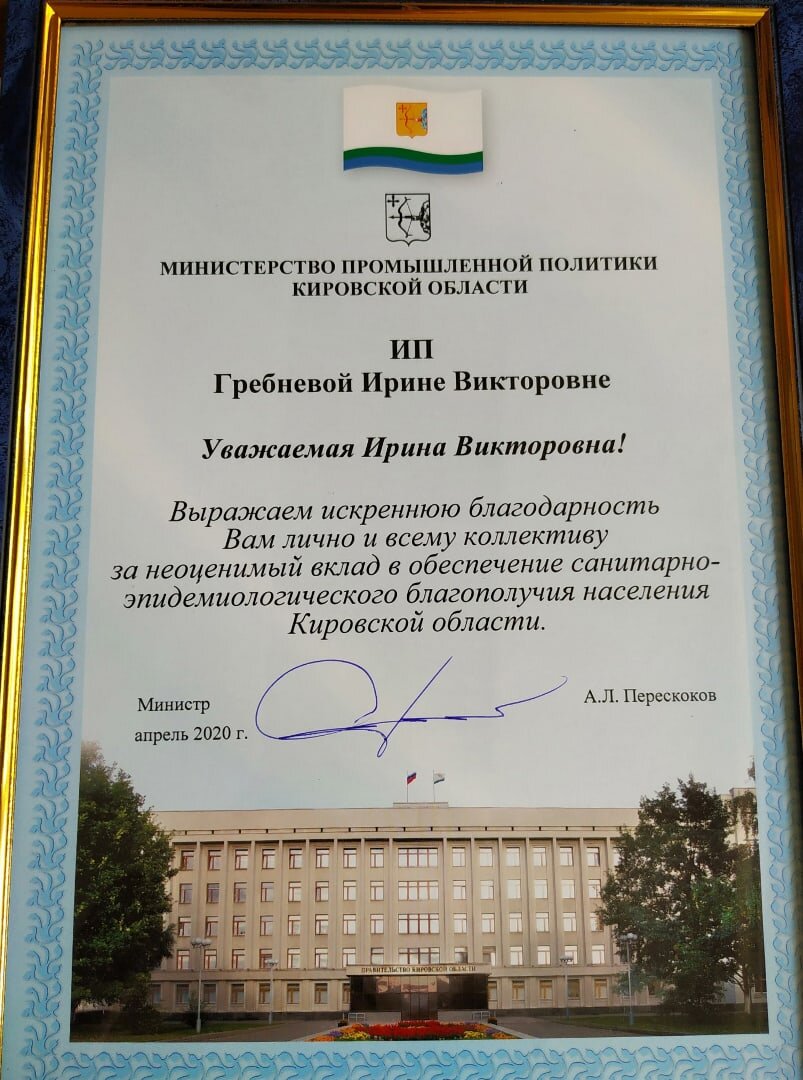 МИНИСТЕРСТВО ПРОМЫШЛЕННОЙ ПОЛИТИКИ
КИРОВСКОЙ ОБЛАСТИ
ИП
Гребневой Ирине Викторовне
Уважаемая Ирина Викторовна!
Выражаем искреннюю благодарность
Вам лично и всему коллективу
за неоценимый вклад в обеспечение санитарно-
эпидемиологического благополучия населения
Кировской области.
Министр
А.Л. Перескоков
апрель 2020 г.
ПРАВИТЕЛЬСТВО КИРОВСКОЙ ОБЛАСТИ